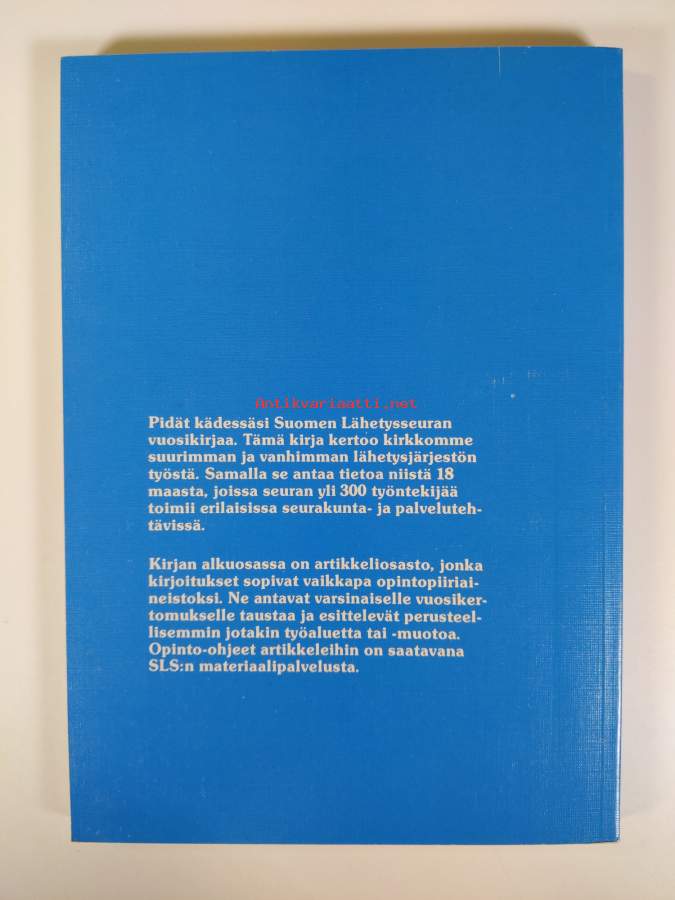 Antikvariaatti.net
Pidät kädessäsi Suomen Lähetysseuran
vuosikirjaa. Tämä kirja kertoo kirkkomme
suurimman ja vanhimman lähetysjärjestön
työstä. Samalla se antaa tietoa niistä 18
maasta, joissa seuran yli 300 työntekijää
toimii erilaisissa seurakunta- ja palveluteh-
tävissä.
Kirjan alkuosassa on artikkeliosasto, jonka
kirjoitukset sopivat vaikkapa opintopiiriai-
neistoksi. Ne antavat varsinaiselle vuosiker-
tomukselle taustaa ja esittelevät perusteel-
lisemmin jotakin työaluetta tai -muotoa.
Opinto-ohjeet artikkeleihin on saatavana
SLS:n materiaalipalvelusta.